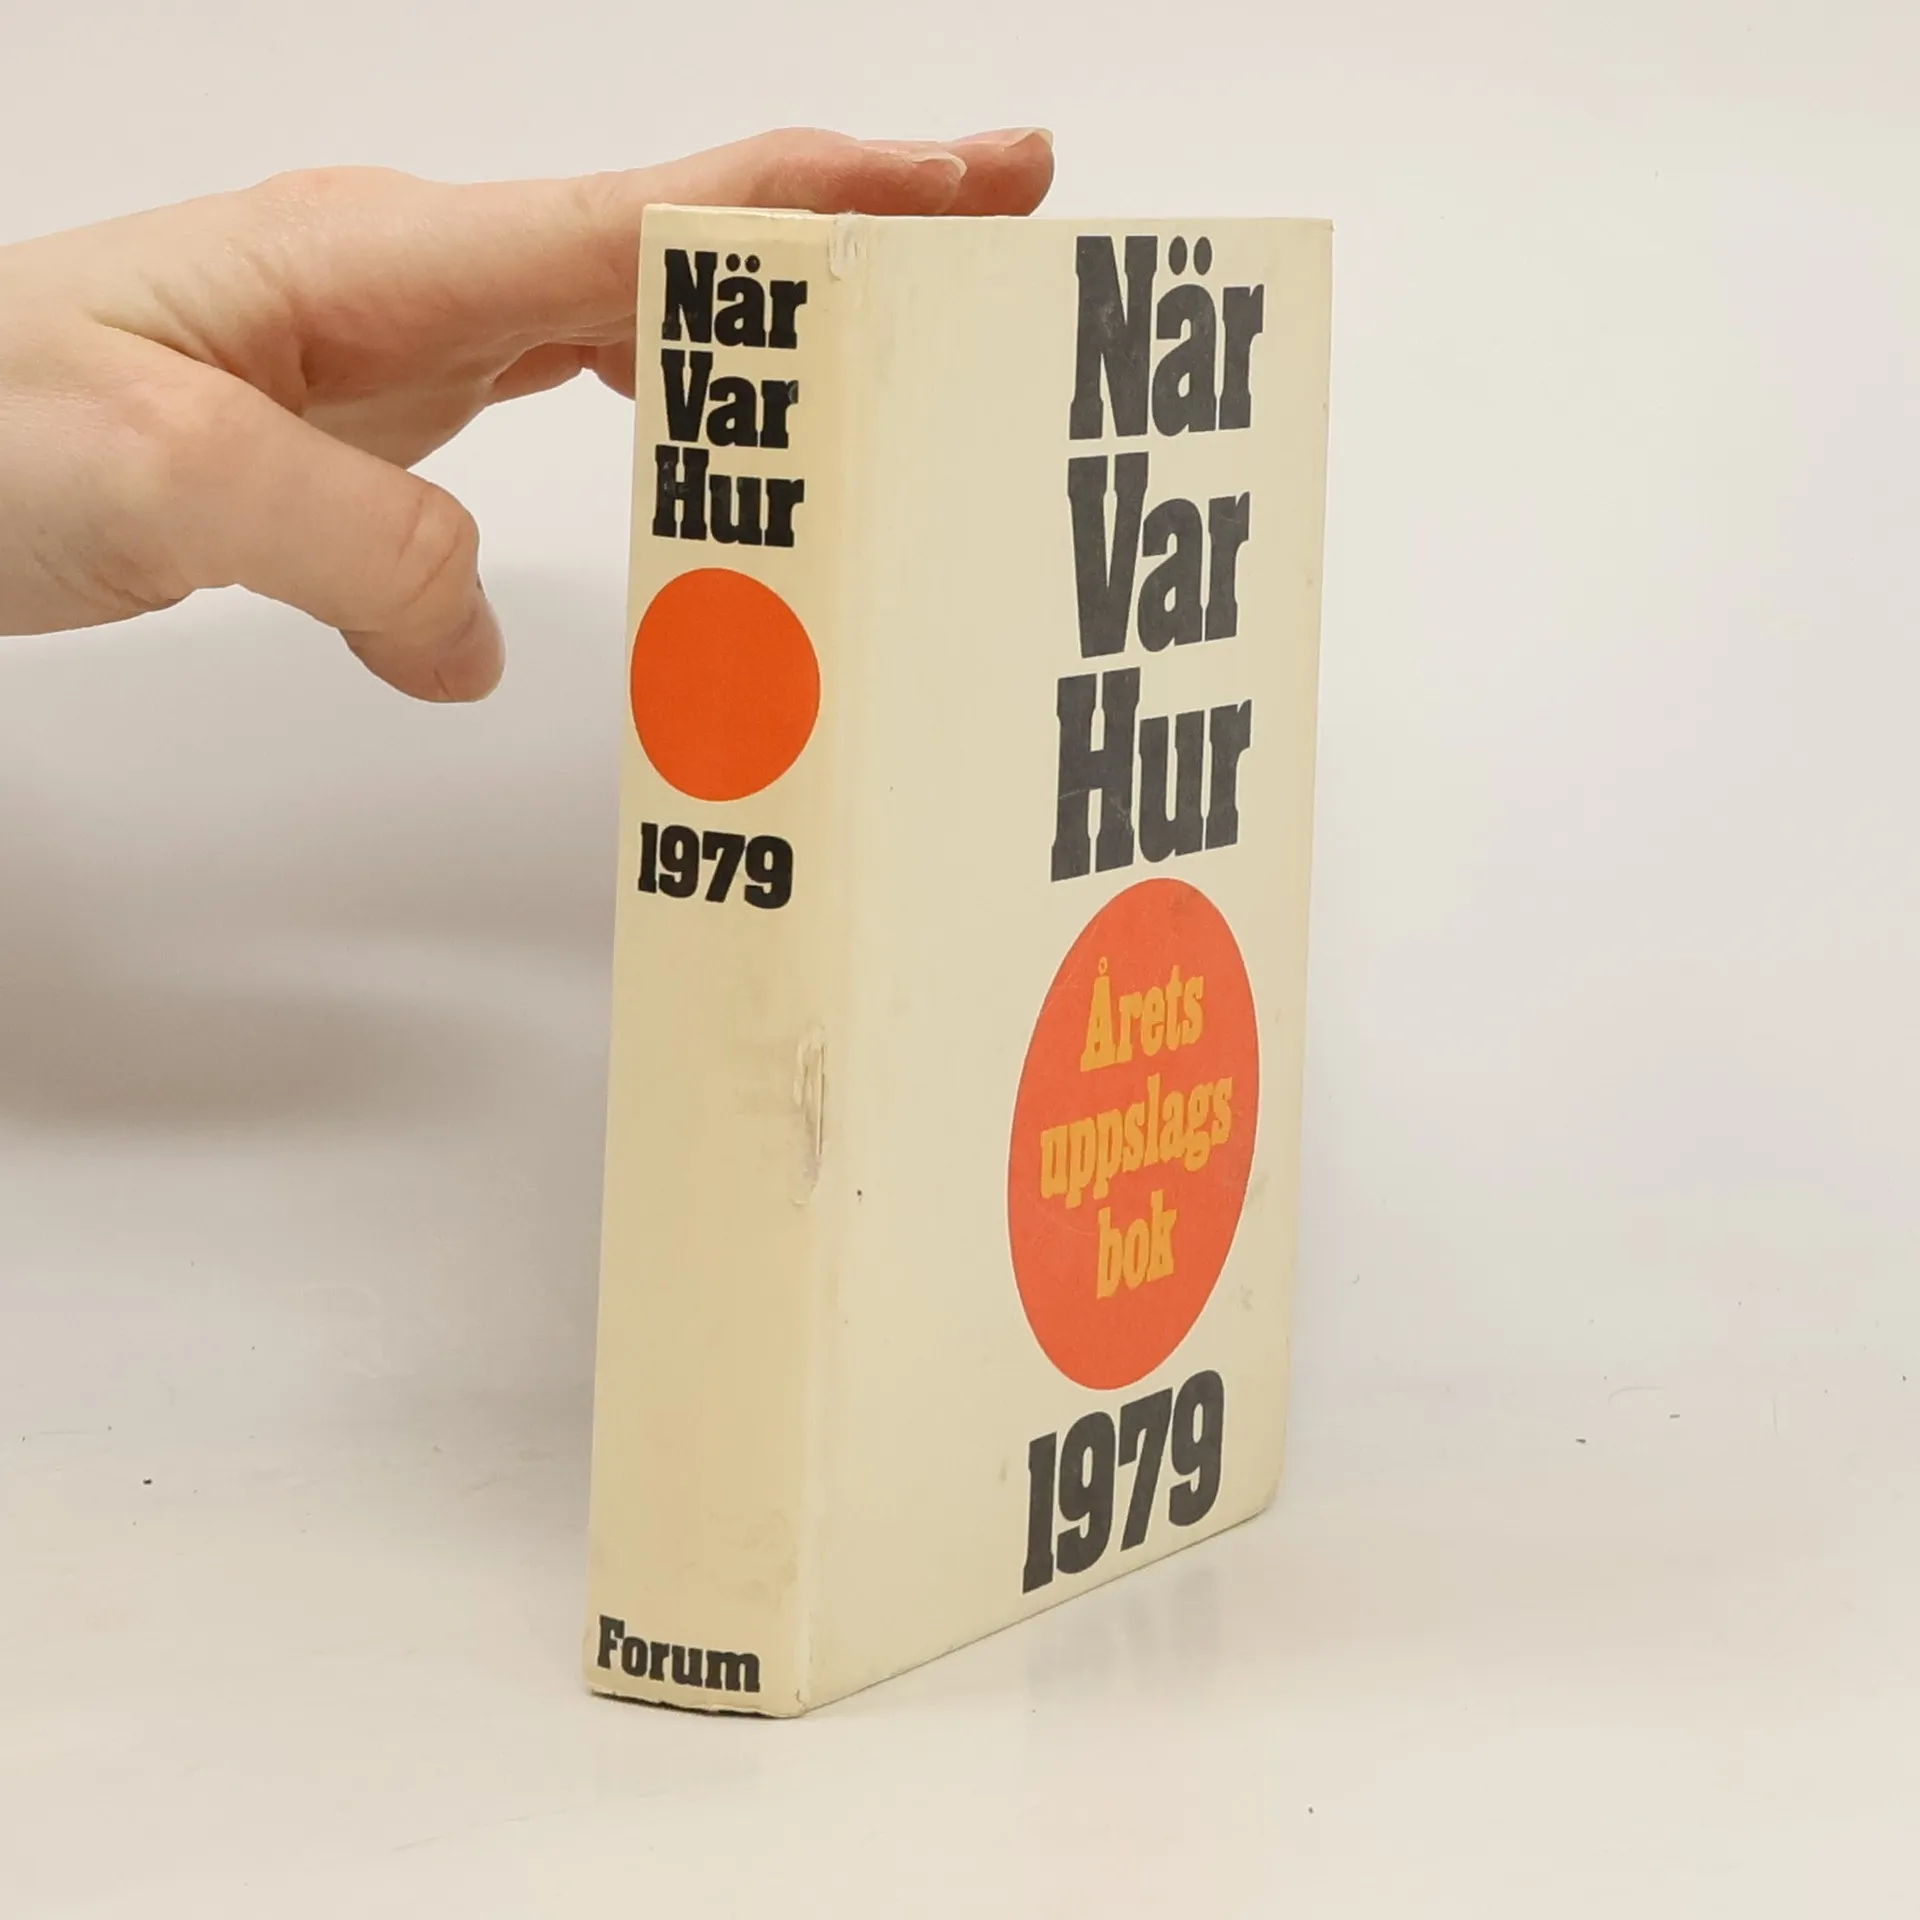 När
Var
Hur
1979
Forum
När
Var
Hur
Årets
uppslags
bok
1979